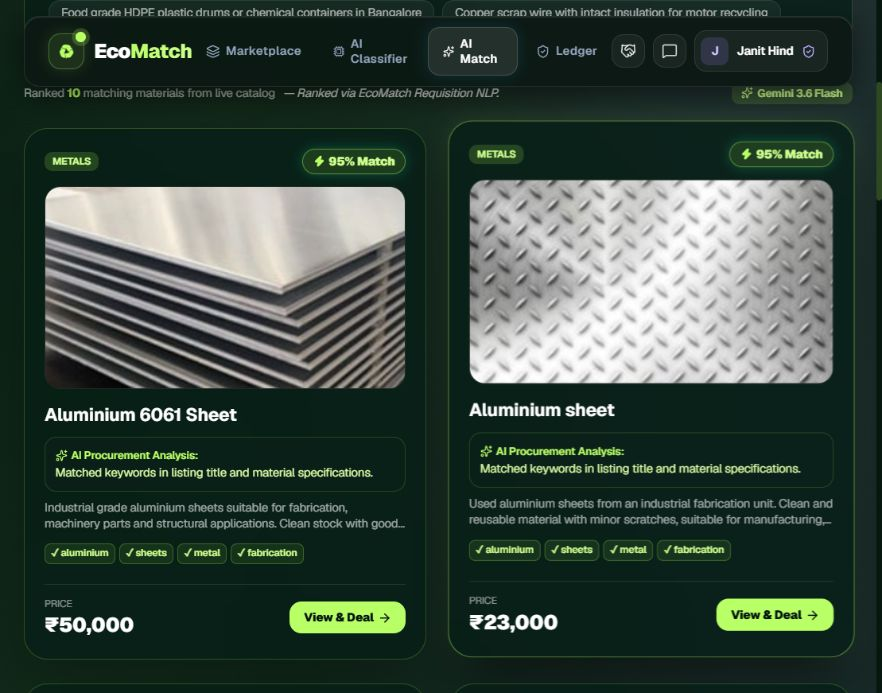 Food grade HDPE plastic drums or chemical containers in Bangalore
Copper scrap wire with intact insulation for motor recycling
EcoMatch
Marketplace
AI Classifier
AI Match
Ledger
J
Janit Hind
Ranked 10 matching materials from live catalog — Ranked via EcoMatch Requisition NLP.
Gemini 3.6 Flash
METALS
95% Match
Aluminium 6061 Sheet
AI Procurement Analysis:
Matched keywords in listing title and material specifications.
Industrial grade aluminium sheets suitable for fabrication,
machinery parts and structural applications. Clean stock with good...
✓ aluminium ✓ sheets ✓ metal ✓ fabrication
PRICE
₹50,000
View & Deal →
METALS
95% Match
Aluminium sheet
AI Procurement Analysis:
Matched keywords in listing title and material specifications.
Used aluminium sheets from an industrial fabrication unit. Clean and
reusable material with minor scratches, suitable for manufacturing,...
✓ aluminium ✓ sheets ✓ metal ✓ fabrication
PRICE
₹23,000
View & Deal →